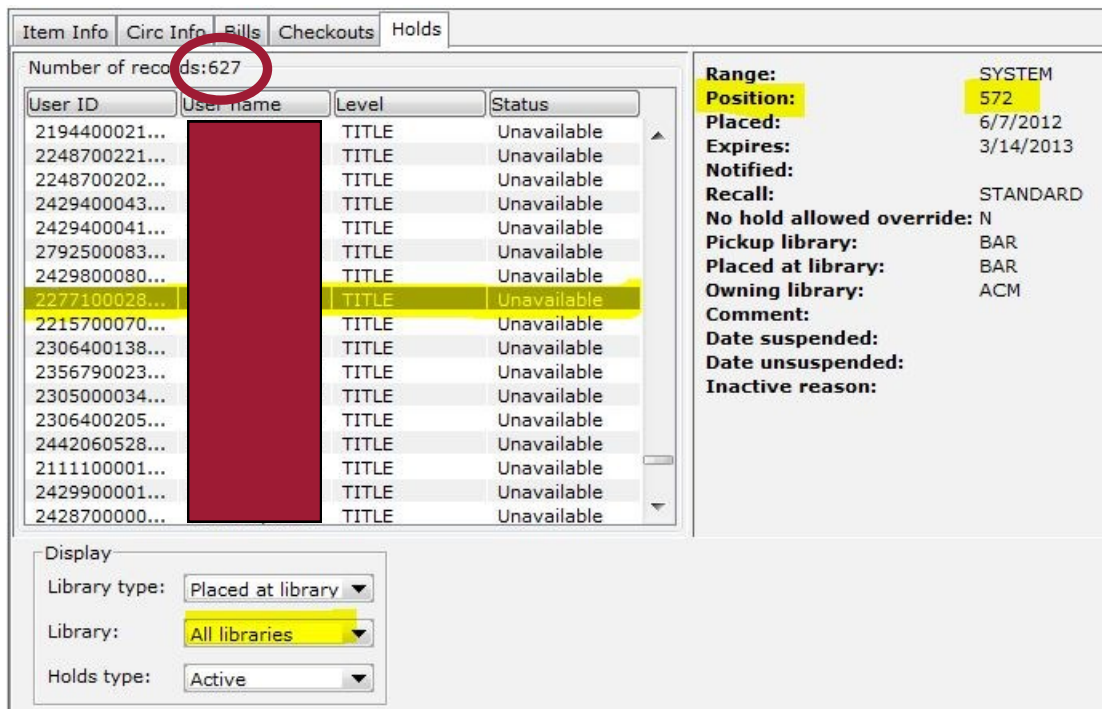 Item Info Circ Info Bills Checkouts Holds
Number of records:627
User ID User name Level Status
2194400021... TITLE Unavailable
2248700221... TITLE Unavailable
2248700202... TITLE Unavailable
2429400043... TITLE Unavailable
2429400041... TITLE Unavailable
2792500083... TITLE Unavailable
2429800080... TITLE Unavailable
2277100028... TITLE Unavailable
2215700070... TITLE Unavailable
2306400138... TITLE Unavailable
2356790023... TITLE Unavailable
2305000034... TITLE Unavailable
2306400205... TITLE Unavailable
2442060528... TITLE Unavailable
2111100001... TITLE Unavailable
2429900001... TITLE Unavailable
2428700000... TITLE Unavailable
Range: SYSTEM
Position: 572
Placed: 6/7/2012
Expires: 3/14/2013
Notified:
Recall: STANDARD
No hold allowed override: N
Pickup library: BAR
Placed at library: BAR
Owning library: ACM
Comment:
Date suspended:
Date unsuspended:
Inactive reason:
Display
Library type: Placed at library
Library: All libraries
Holds type: Active